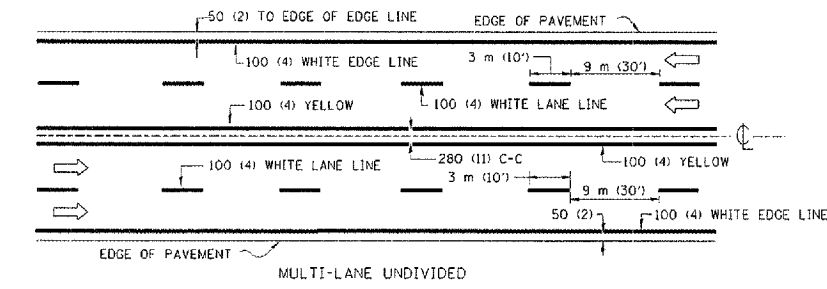 50 (2) TO EDGE OF EDGE LINE
EDGE OF PAVEMENT
100 (4) WHITE EDGE LINE
3 m (10')
9 m (30')
100 (4) YELLOW
100 (4) WHITE LANE LINE
℄
100 (4) WHITE LANE LINE
280 (11) C-C
100 (4) YELLOW
3 m (10')
9 m (30')
50 (2)
100 (4) WHITE EDGE LINE
EDGE OF PAVEMENT
MULTI-LANE UNDIVIDED